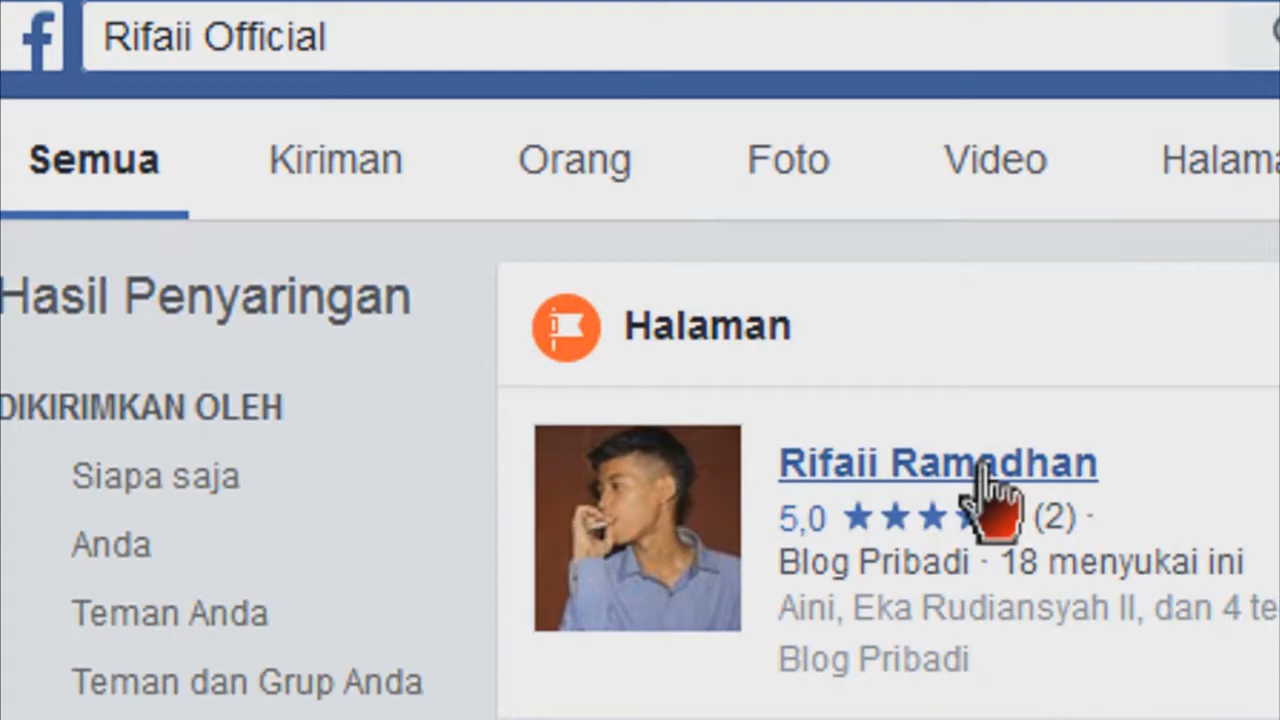 f Rifaii Official
Semua Kiriman Orang Foto Video
Hasil Penyaringan
Halaman
DIKIRIMKAN OLEH
Siapa saja
Anda
Teman Anda
Teman dan Grup Anda
Rifaii Ramadhan
5,0 ★★★ (2) ·
Blog Pribadi · 18 menyukai ini
Aini, Eka Rudiansyah II, dan 4
Blog Pribadi